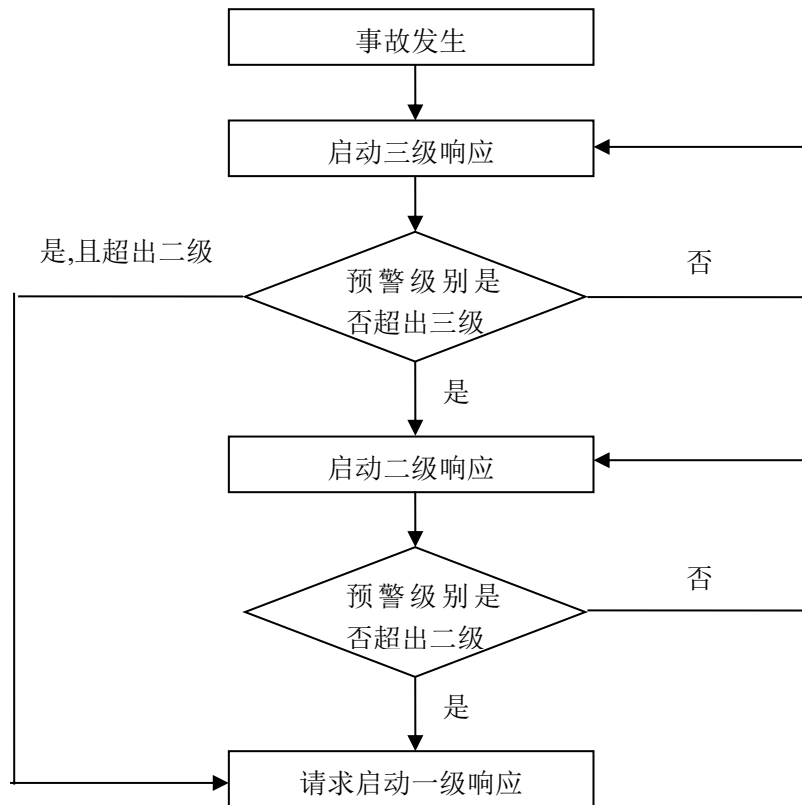 事故发生
启动三级响应
是,且超出二级
否
预警级别是
否超出三级
是
启动二级响应
否
预警级别是
否超出二级
是
请求启动一级响应